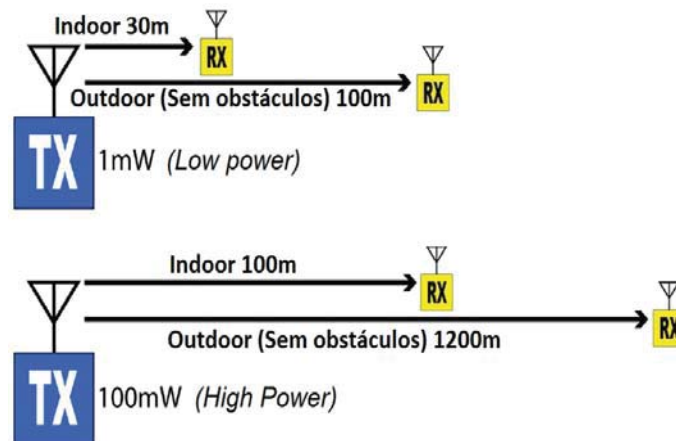 Indoor 30m
RX
Outdoor (Sem obstáculos) 100m
RX
TX
1mW (Low power)
Indoor 100m
RX
Outdoor (Sem obstáculos) 1200m
RX
TX
100mW (High Power)